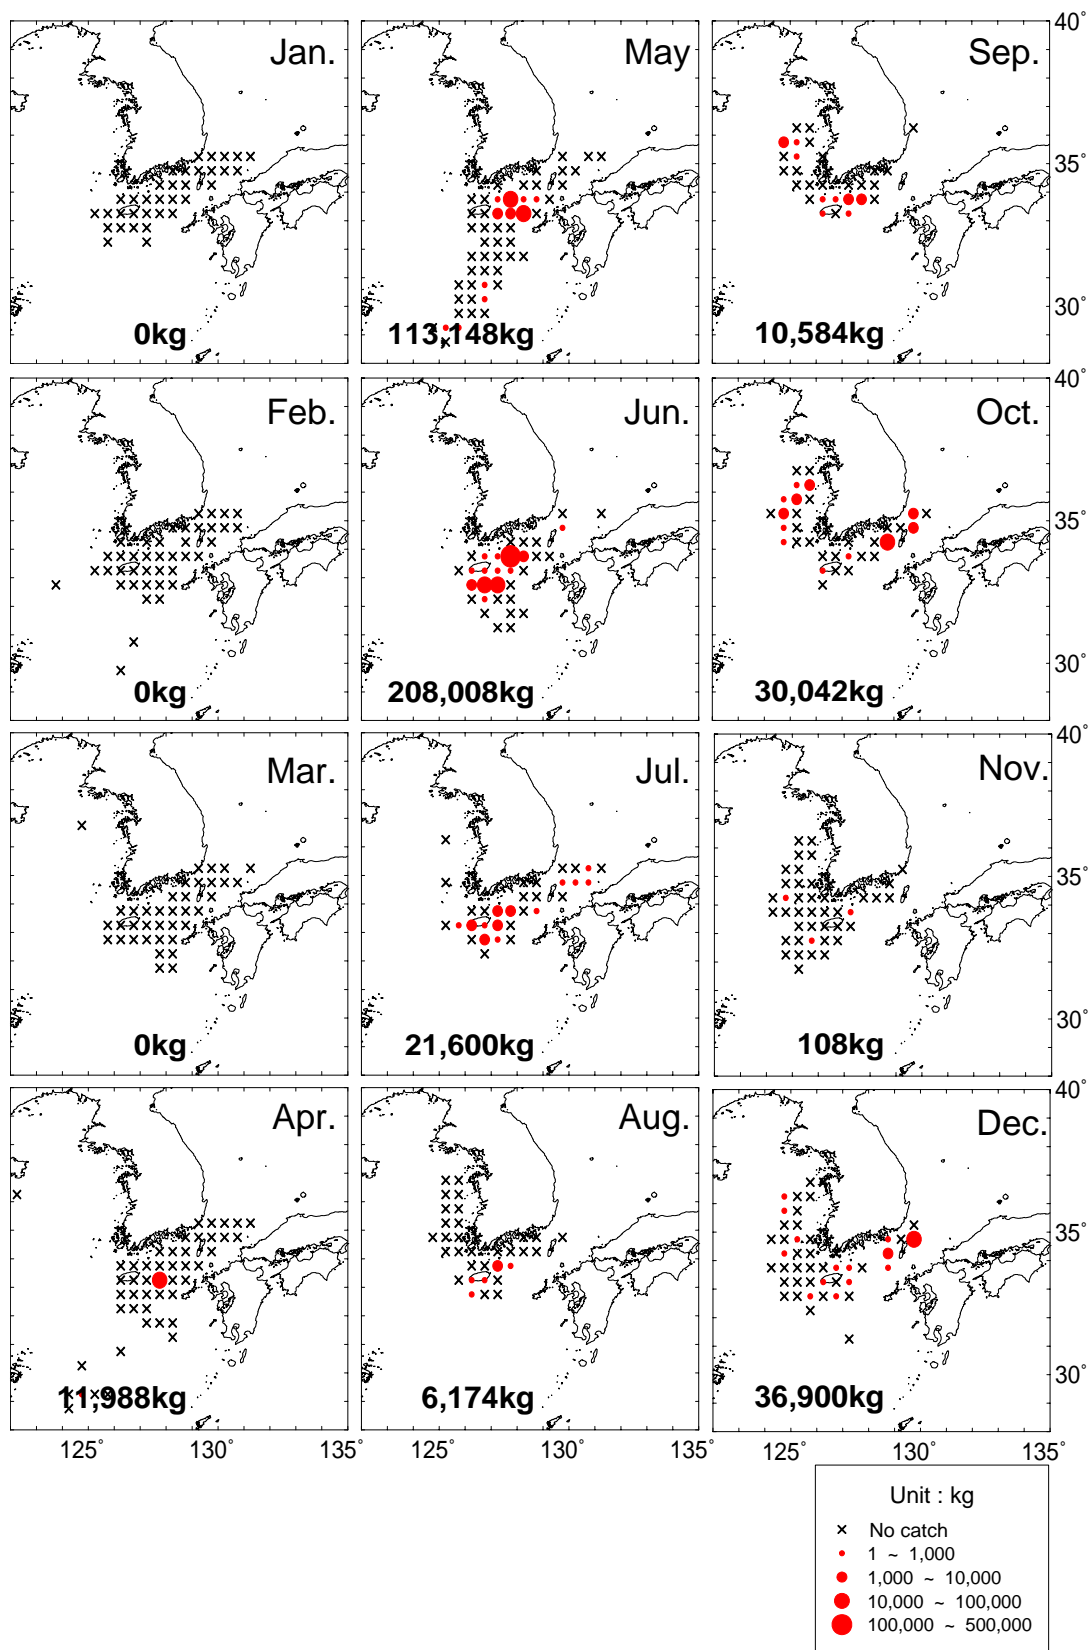 Jan.
May
Sep.
40°
35°
30°
0kg
113,148kg
10,584kg
Feb.
Jun.
Oct.
40°
35°
30°
0kg
208,008kg
30,042kg
Mar.
Jul.
Nov.
40°
35°
30°
0kg
21,600kg
108kg
Apr.
Aug.
Dec.
40°
35°
30°
11,988kg
6,174kg
36,900kg
125° 130° 135°
125° 130° 135°
125° 130° 135°
Unit : kg
× No catch
1 ~ 1,000
1,000 ~ 10,000
10,000 ~ 100,000
100,000 ~ 500,000